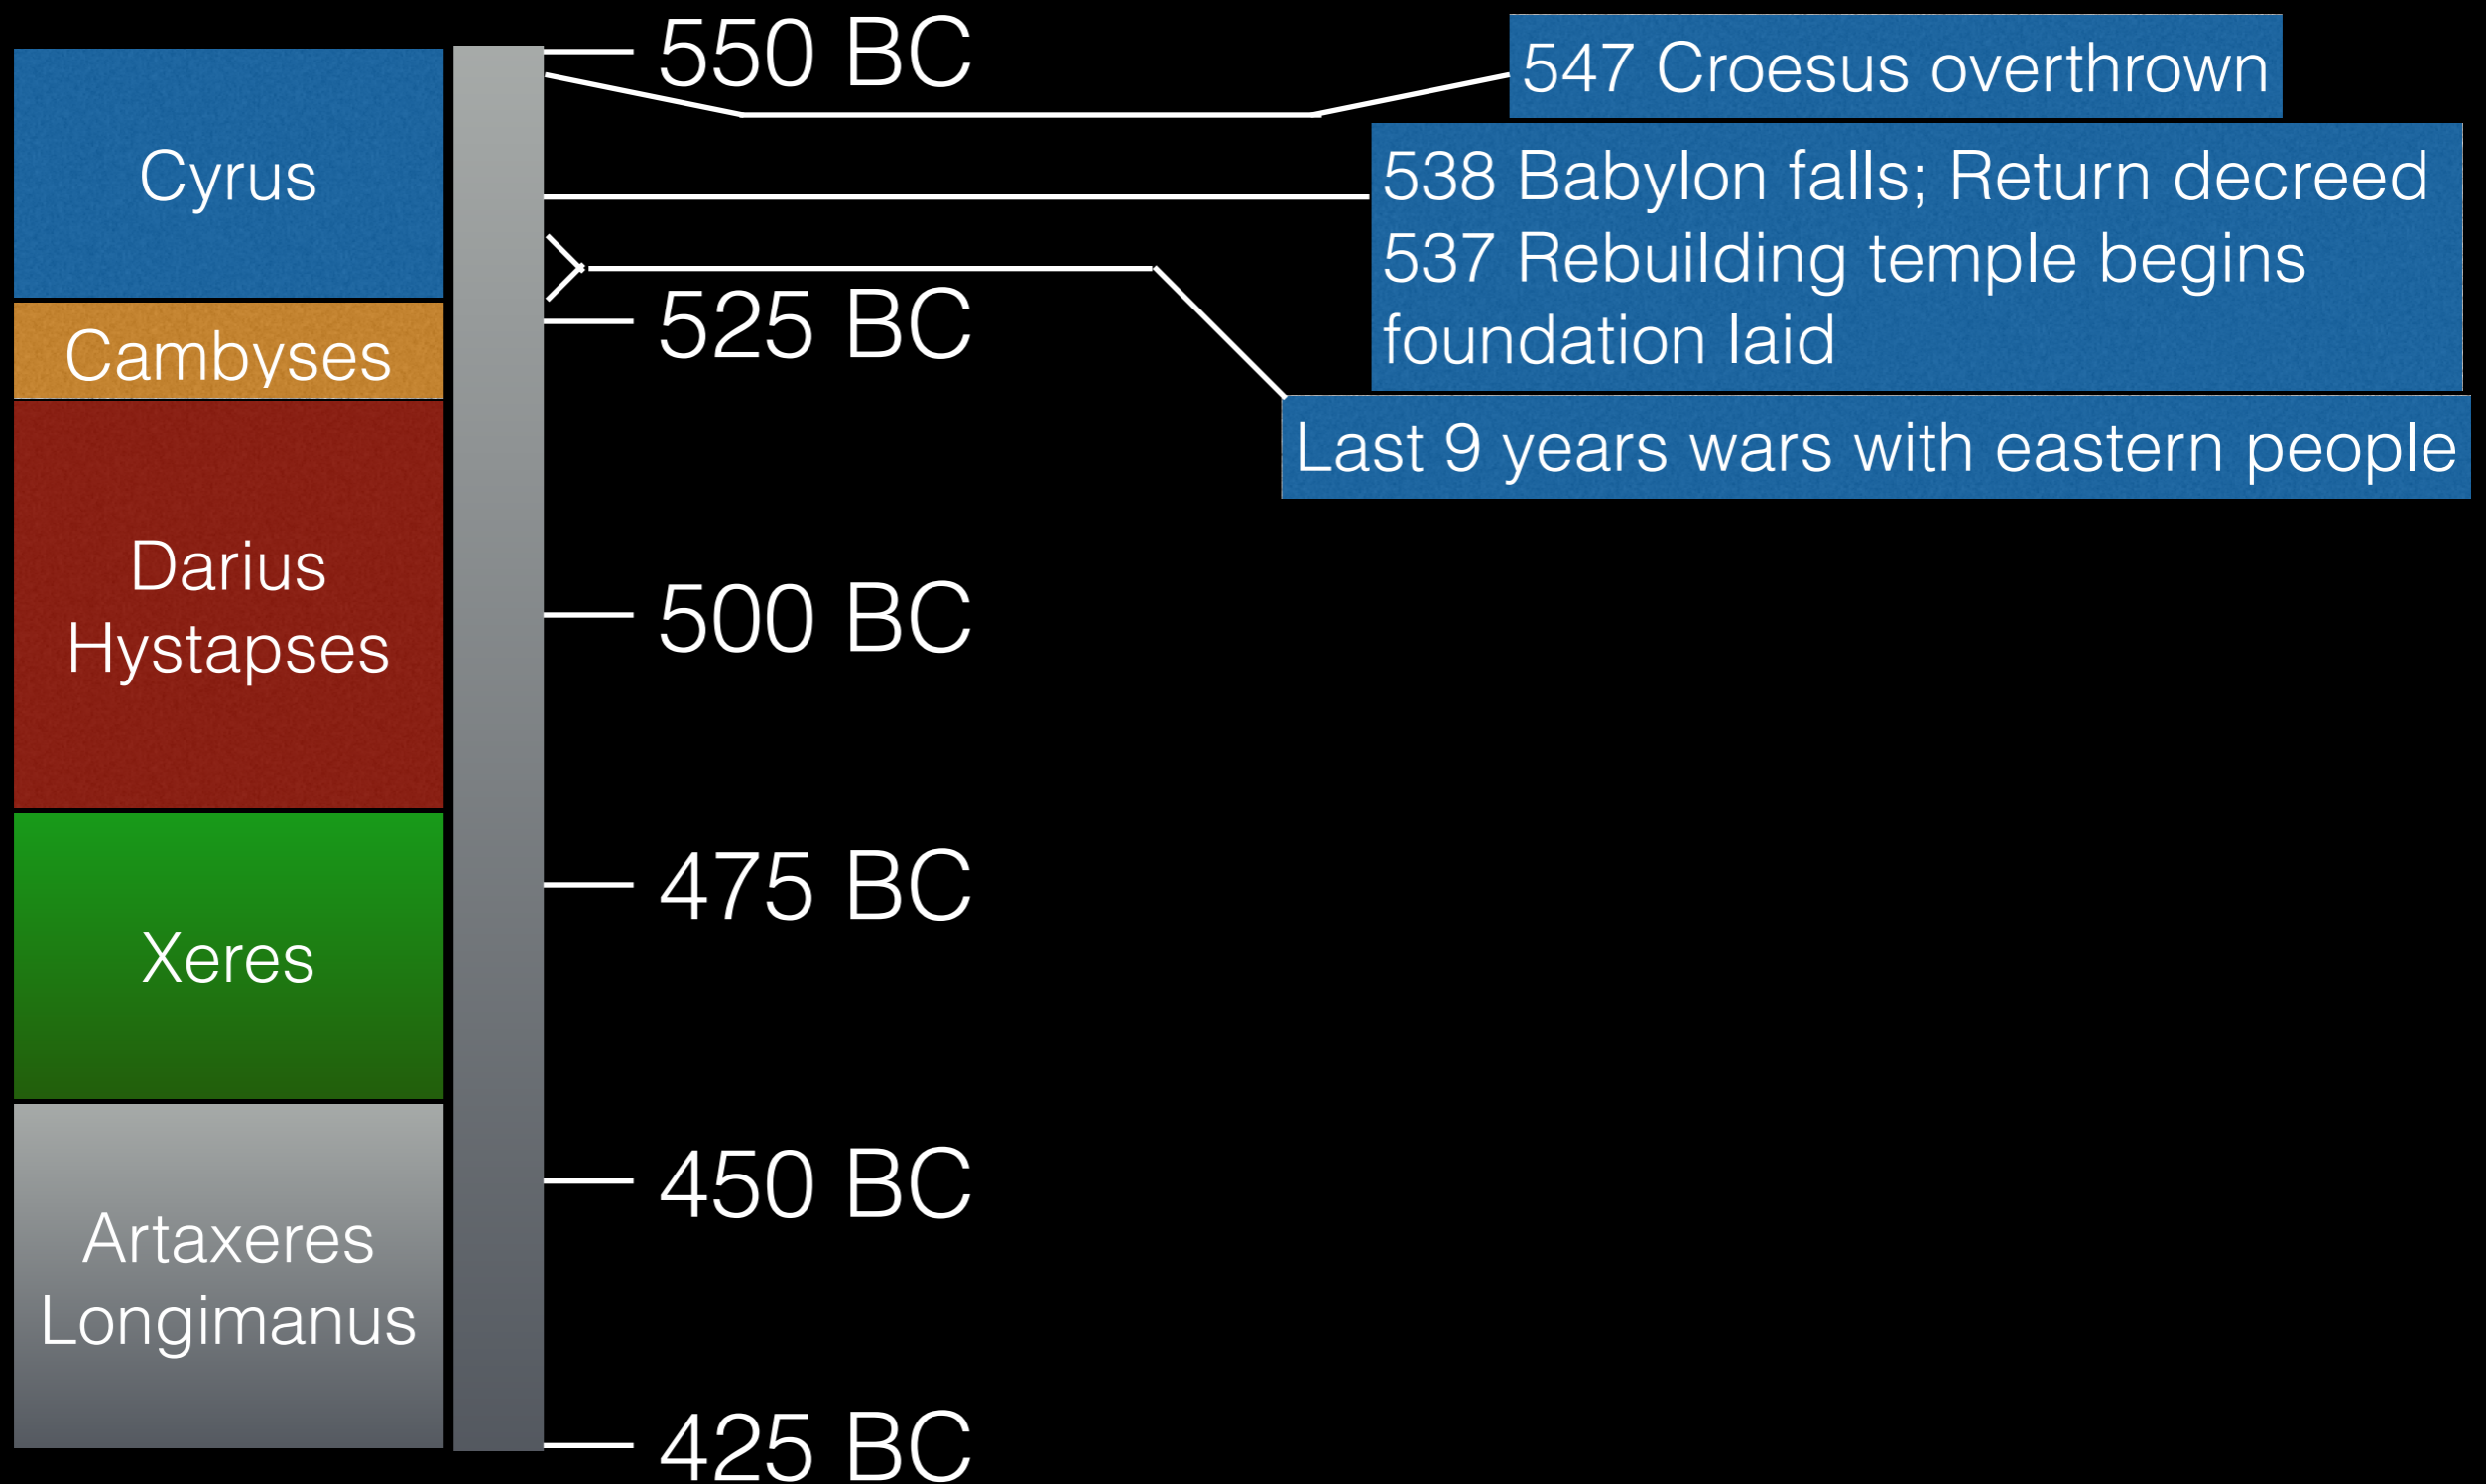 Cyrus
Cambyses
Darius
Hystapses
Xeres
Artaxeres
Longimanus
550 BC
525 BC
500 BC
475 BC
450 BC
425 BC
547 Croesus overthrown
538 Babylon falls; Return decreed
537 Rebuilding temple begins
foundation laid
Last 9 years wars with eastern people